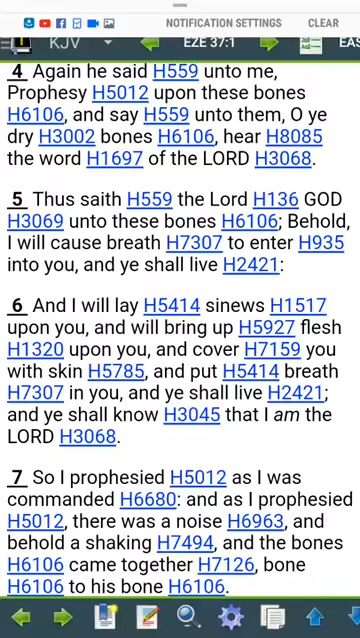 NOTIFICATION SETTINGS CLEAR
KJV EZE 37:1 EAS
4 Again he said H559 unto me,
Prophesy H5012 upon these bones
H6106, and say H559 unto them, O ye
dry H3002 bones H6106, hear H8085
the word H1697 of the LORD H3068.
5 Thus saith H559 the Lord H136 GOD
H3069 unto these bones H6106; Behold,
I will cause breath H7307 to enter H935
into you, and ye shall live H2421:
6 And I will lay H5414 sinews H1517
upon you, and will bring up H5927 flesh
H1320 upon you, and cover H7159 you
with skin H5785, and put H5414 breath
H7307 in you, and ye shall live H2421;
and ye shall know H3045 that I am the
LORD H3068.
7 So I prophesied H5012 as I was
commanded H6680: and as I prophesied
H5012, there was a noise H6963, and
behold a shaking H7494, and the bones
H6106 came together H7126, bone
H6106 to his bone H6106.